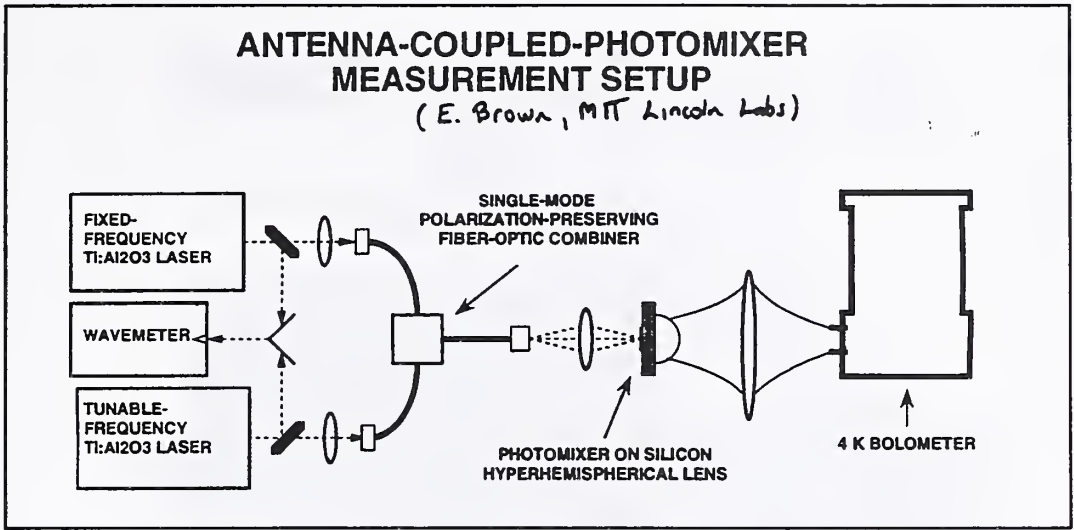 ANTENNA-COUPLED-PHOTOMIXER
MEASUREMENT SETUP
(E. Brown, MIT Lincoln Labs)
FIXED-
FREQUENCY
Ti:Al2O3 LASER
SINGLE-MODE
POLARIZATION-PRESERVING
FIBER-OPTIC COMBINER
WAVEMETER
TUNABLE-
FREQUENCY
Ti:Al2O3 LASER
PHOTOMIXER ON SILICON
HYPERHEMISPHERICAL LENS
4 K BOLOMETER